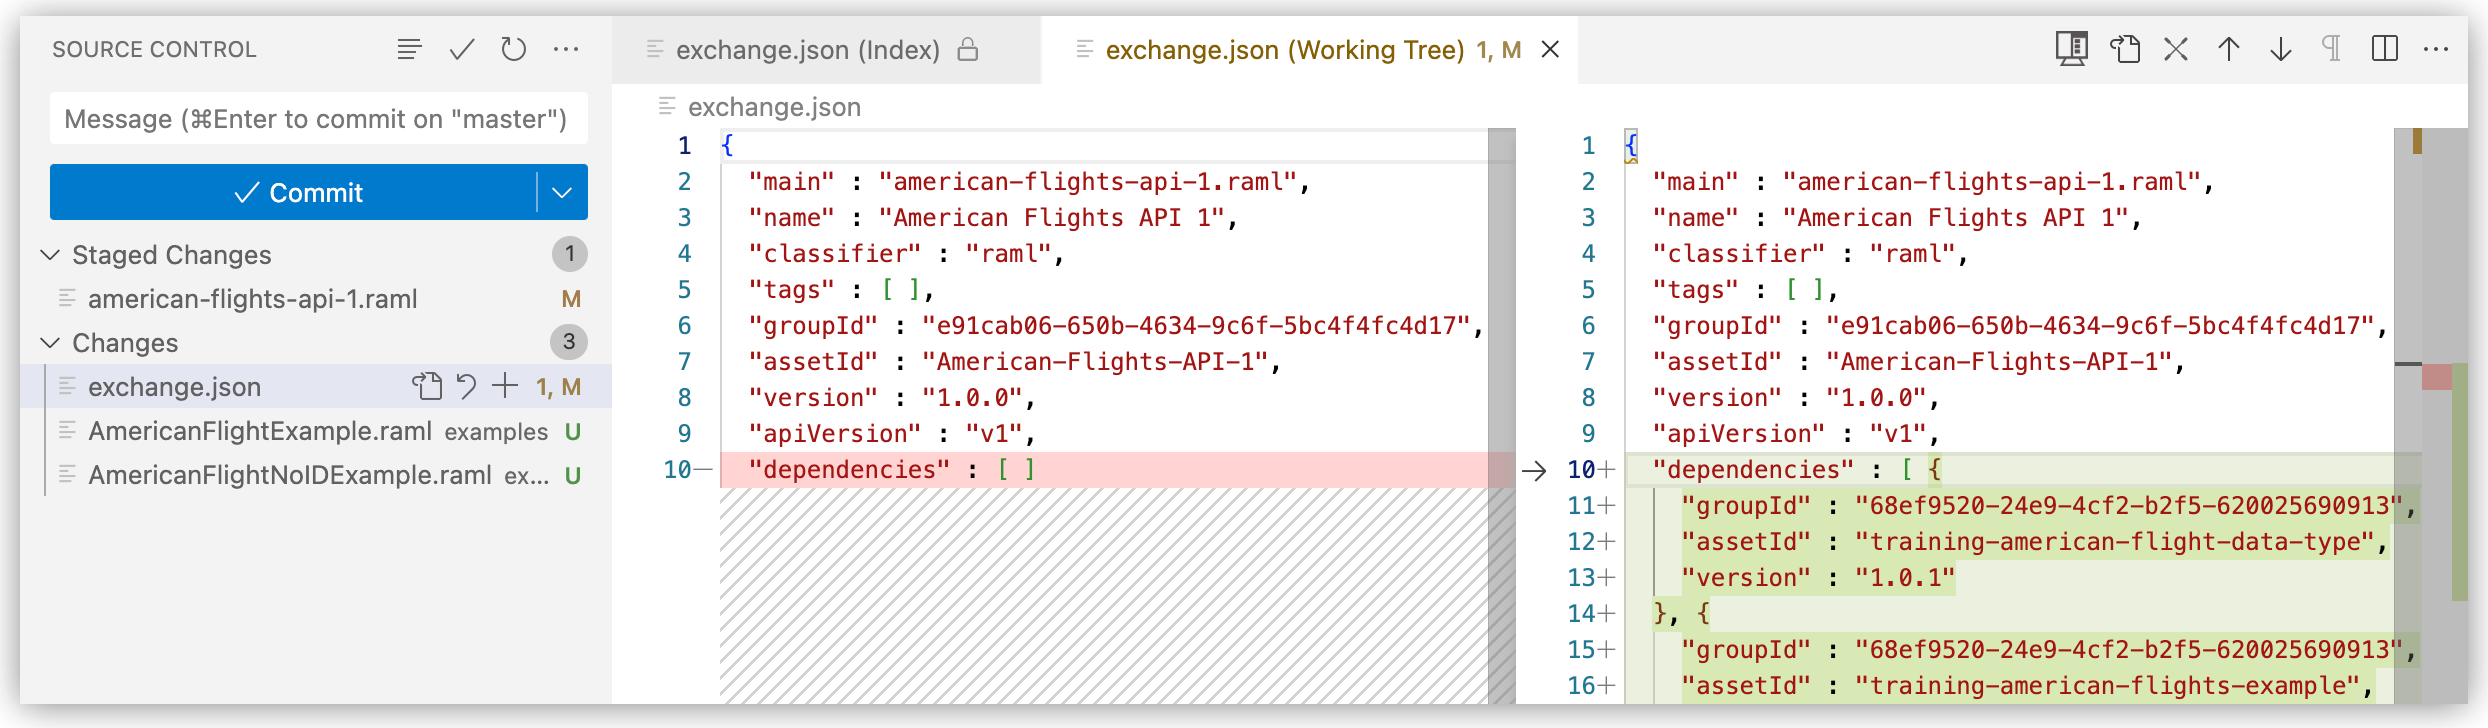 SOURCE CONTROL
Message (⌘Enter to commit on "master")
Commit
Staged Changes 1
american-flights-api-1.raml M
Changes 3
exchange.json 1, M
AmericanFlightExample.raml examples U
AmericanFlightNoIDExample.raml ex... U
exchange.json (Index)
exchange.json (Working Tree) 1, M
exchange.json
1 {
2 "main" : "american-flights-api-1.raml",
3 "name" : "American Flights API 1",
4 "classifier" : "raml",
5 "tags" : [ ],
6 "groupId" : "e91cab06-650b-4634-9c6f-5bc4f4fc4d17",
7 "assetId" : "American-Flights-API-1",
8 "version" : "1.0.0",
9 "apiVersion" : "v1",
10— "dependencies" : [ ]
1 {
2 "main" : "american-flights-api-1.raml",
3 "name" : "American Flights API 1",
4 "classifier" : "raml",
5 "tags" : [ ],
6 "groupId" : "e91cab06-650b-4634-9c6f-5bc4f4fc4d17",
7 "assetId" : "American-Flights-API-1",
8 "version" : "1.0.0",
9 "apiVersion" : "v1",
10+ "dependencies" : [ {
11+ "groupId" : "68ef9520-24e9-4cf2-b2f5-620025690913",
12+ "assetId" : "training-american-flight-data-type",
13+ "version" : "1.0.1"
14+ }, {
15+ "groupId" : "68ef9520-24e9-4cf2-b2f5-620025690913",
16+ "assetId" : "training-american-flights-example",